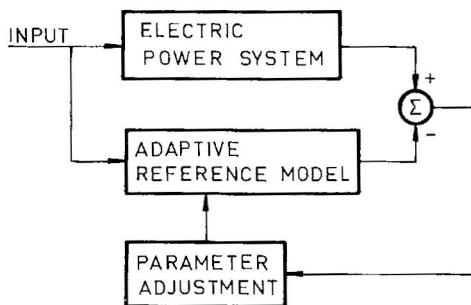 ELECTRIC
POWER SYSTEM
INPUT
+
Σ
−
ADAPTIVE
REFERENCE MODEL
PARAMETER
ADJUSTMENT